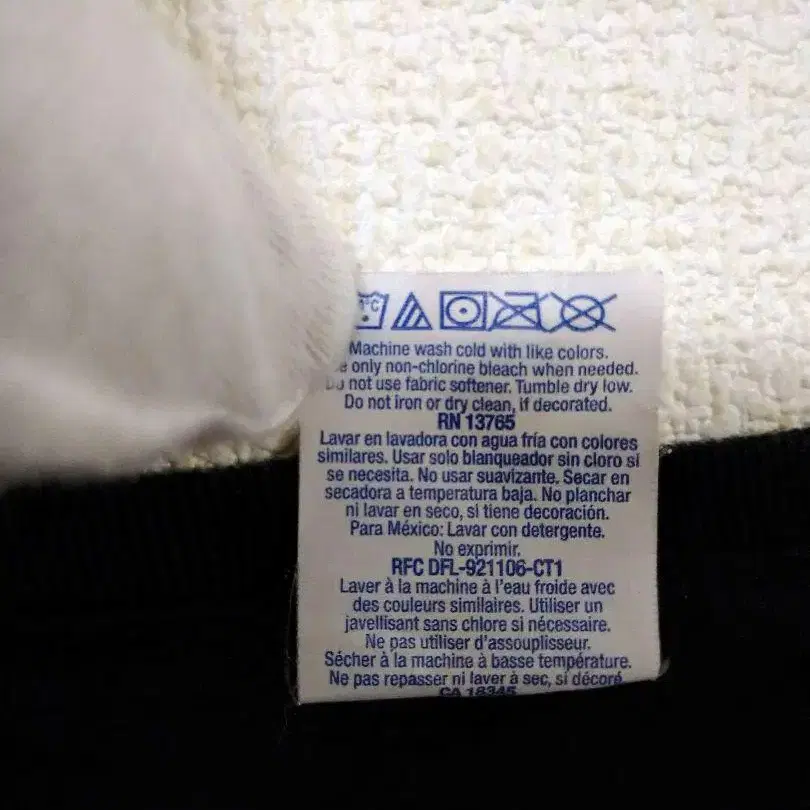 Machine wash cold with like colors.
only non-chlorine bleach when needed.
not use fabric softener. Tumble dry low.
Do not iron or dry clean, if decorated.
RN 13765
Lavar en lavadora con agua fría con colores
similares. Usar solo blanqueador sin cloro si
se necesita. No usar suavizante. Secar en
secadora a temperatura baja. No planchar
ni lavar en seco, si tiene decoración.
Para México: Lavar con detergente.
No exprimir.
RFC DFL-921106-CT1
Laver à la machine à l'eau froide avec
des couleurs similaires. Utiliser un
javellisant sans chlore si nécessaire.
Ne pas utiliser d'assouplisseur.
Sécher à la machine à basse température.
Ne pas repasser ni laver à sec, si décoré
CA 18345